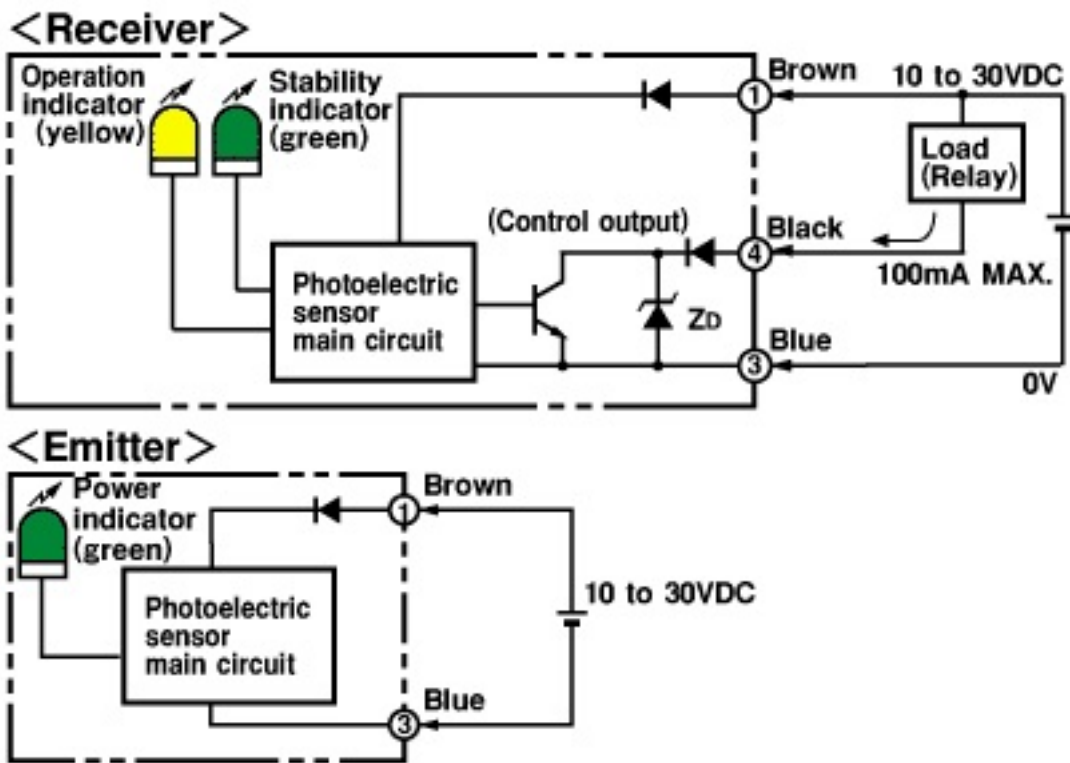 <Receiver>
Operation
indicator
(yellow)
Stability
indicator
(green)
Brown
1
10 to 30VDC
Load
(Relay)
(Control output)
Black
4
100mA MAX.
Photoelectric
sensor
main circuit
ZD
Blue
3
0V
<Emitter>
Power
indicator
(green)
Brown
1
10 to 30VDC
Photoelectric
sensor
main circuit
Blue
3